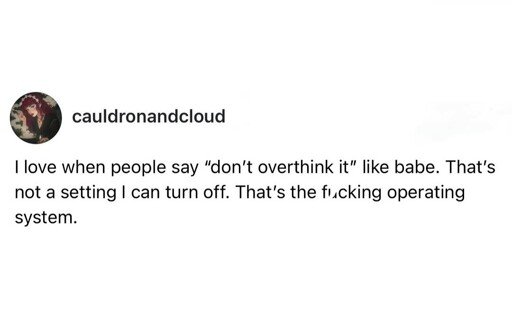 cauldronandcloud
I love when people say “don’t overthink it” like babe. That’s
not a setting I can turn off. That’s the fucking operating
system.